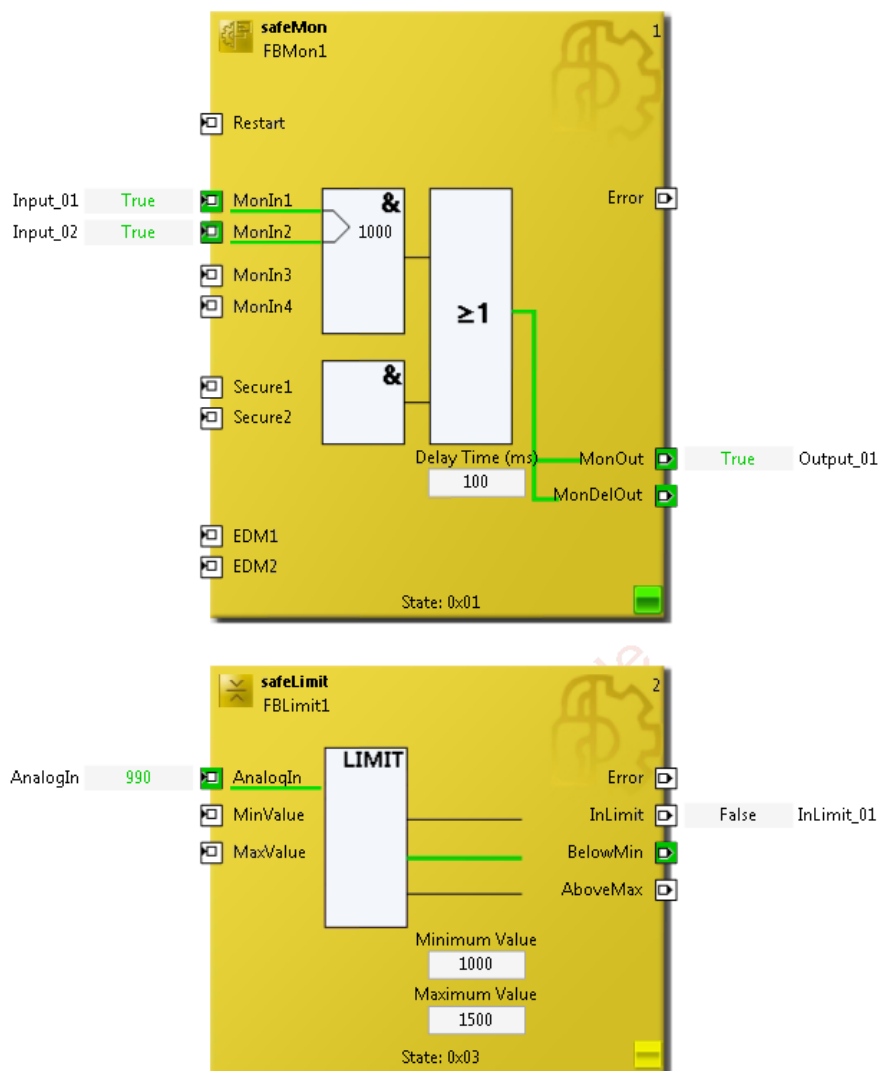 safeMon
1
FBMon1
Restart
Input_01 True MonIn1 & Error
Input_02 True MonIn2 1000
MonIn3
MonIn4 ≥1
Secure1 &
Secure2
Delay Time (ms) MonOut True Output_01
100 MonDelOut
EDM1
EDM2
State: 0x01
safeLimit
2
FBLimit1
LIMIT
AnalogIn 990 AnalogIn Error
MinValue InLimit False InLimit_01
MaxValue BelowMin
AboveMax
Minimum Value
1000
Maximum Value
1500
State: 0x03